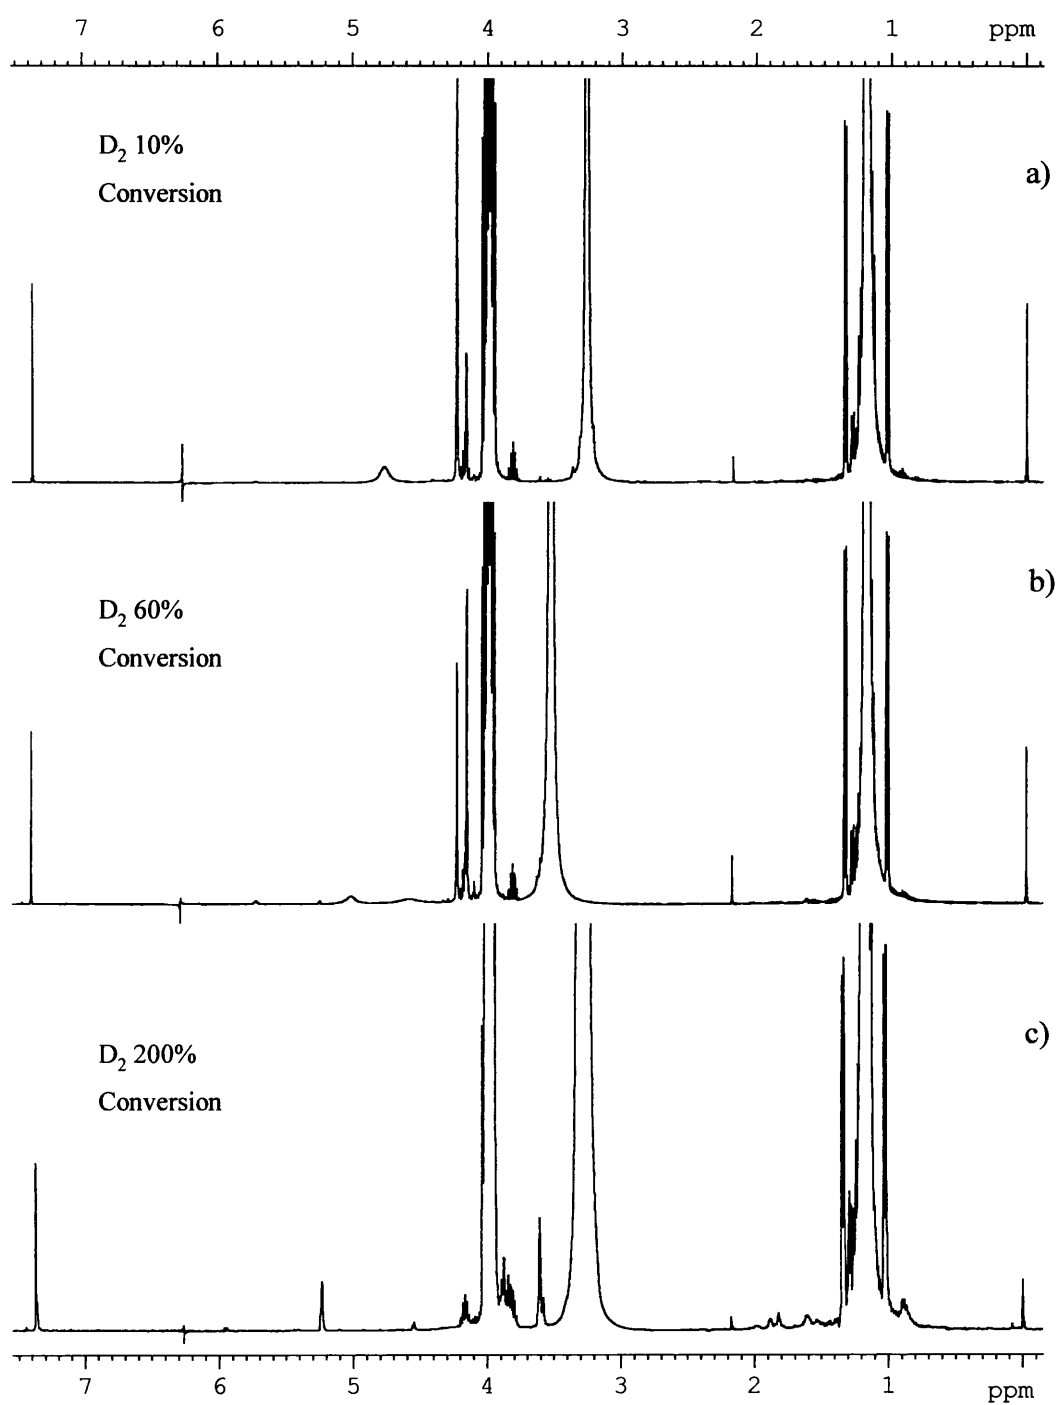 7 6 5 4 3 2 1 ppm
D₂ 10%
Conversion
a)
b)
D₂ 60%
Conversion
c)
D₂ 200%
Conversion
7 6 5 4 3 2 1 ppm